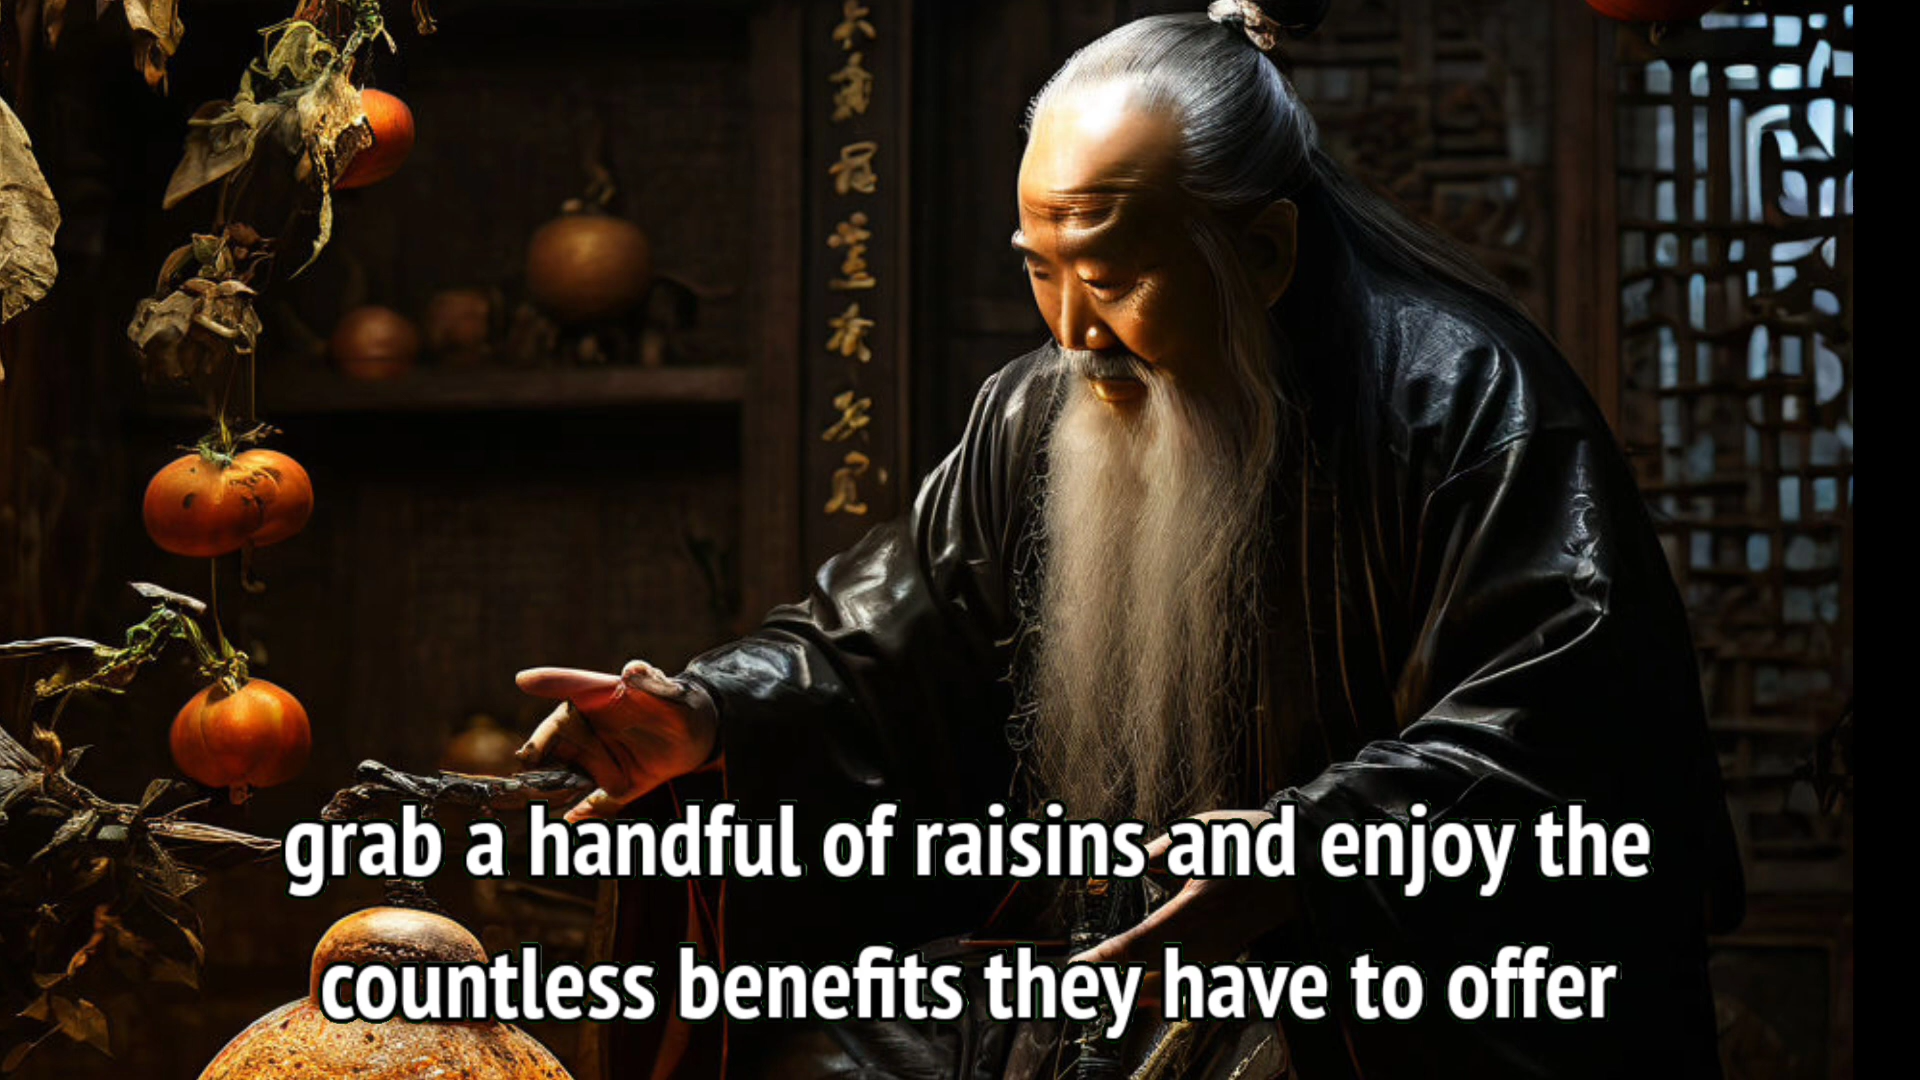 grab a handful of raisins and enjoy the
countless benefits they have to offer